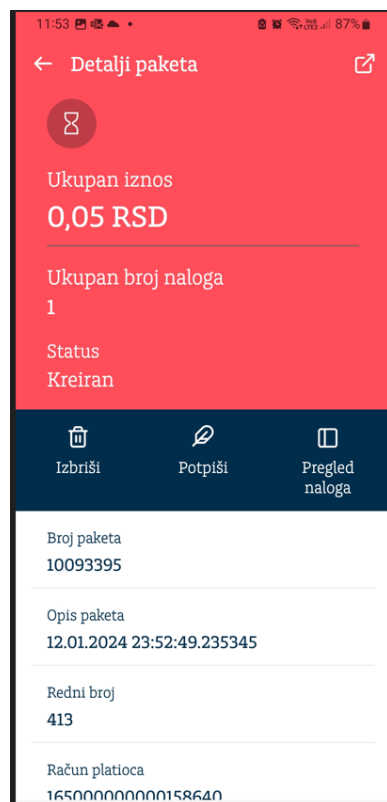 11:53
87%
Detalji paketa
Ukupan iznos
0,05 RSD
Ukupan broj naloga
1
Status
Kreiran
Izbriši
Potpiši
Pregled
naloga
Broj paketa
10093395
Opis paketa
12.01.2024 23:52:49.235345
Redni broj
413
Račun platioca
165000000000158640